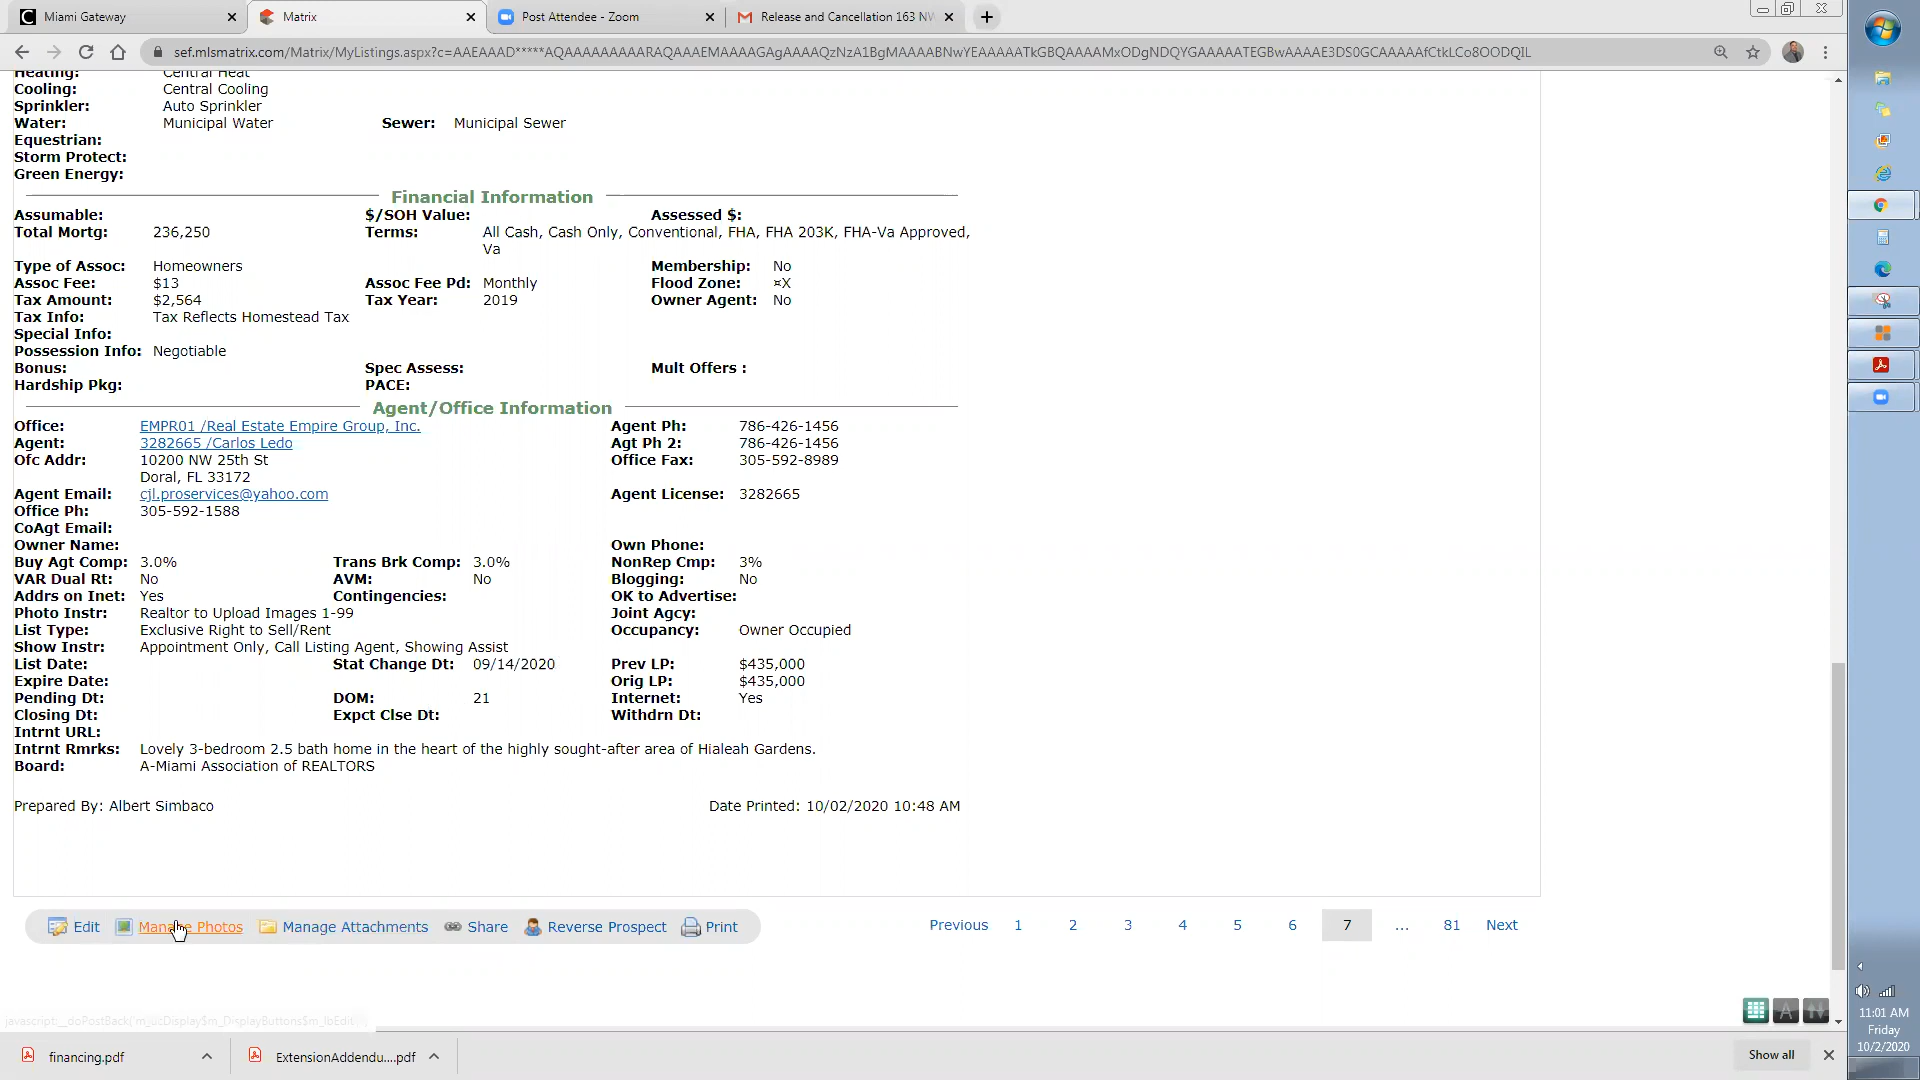 Miami Gateway
Matrix
Post Attendee - Zoom
Release and Cancellation 163 NW
sef.mlsmatrix.com/Matrix/MyListings.aspx?c=
Heating: Central Heat
Cooling: Central Cooling
Sprinkler: Auto Sprinkler
Water: Municipal Water Sewer: Municipal Sewer
Equestrian:
Storm Protect:
Green Energy:
Financial Information
Assumable: $/SOH Value: Assessed $:
Total Mortg: 236,250 Terms: All Cash, Cash Only, Conventional, FHA, FHA 203K, FHA-Va Approved,
Va
Type of Assoc: Homeowners Membership: No
Assoc Fee: $13 Assoc Fee Pd: Monthly Flood Zone: ¤X
Tax Amount: $2,564 Tax Year: 2019 Owner Agent: No
Tax Info: Tax Reflects Homestead Tax
Special Info:
Possession Info: Negotiable
Bonus: Spec Assess: Mult Offers :
Hardship Pkg: PACE:
Agent/Office Information
Office: EMPR01 /Real Estate Empire Group, Inc. Agent Ph: 786-426-1456
Agent: 3282665 /Carlos Ledo Agt Ph 2: 786-426-1456
Ofc Addr: 10200 NW 25th St Office Fax: 305-592-8989
Doral, FL 33172
Agent Email: cjl.proservices@yahoo.com Agent License: 3282665
Office Ph: 305-592-1588
CoAgt Email:
Owner Name: Own Phone:
Buy Agt Comp: 3.0% Trans Brk Comp: 3.0% NonRep Cmp: 3%
VAR Dual Rt: No AVM: No Blogging: No
Addrs on Inet: Yes Contingencies: OK to Advertise:
Photo Instr: Realtor to Upload Images 1-99 Joint Agcy:
List Type: Exclusive Right to Sell/Rent Occupancy: Owner Occupied
Show Instr: Appointment Only, Call Listing Agent, Showing Assist
List Date: Stat Change Dt: 09/14/2020 Prev LP: $435,000
Expire Date: Orig LP: $435,000
Pending Dt: DOM: 21 Internet: Yes
Closing Dt: Expct Clse Dt: Withdrn Dt:
Intrnt URL:
Intrnt Rmrks: Lovely 3-bedroom 2.5 bath home in the heart of the highly sought-after area of Hialeah Gardens.
Board: A-Miami Association of REALTORS
Prepared By: Albert Simbaco Date Printed: 10/02/2020 10:48 AM
Edit Manage Photos Manage Attachments Share Reverse Prospect Print Previous 1 2 3 4 5 6 7 ... 81 Next
javascript:__doPostBack('m_ucDisplay$m_DisplayButtons$m_lbEdit
financing.pdf ExtensionAddendu....pdf Show all
11:01 AM
Friday
10/2/2020